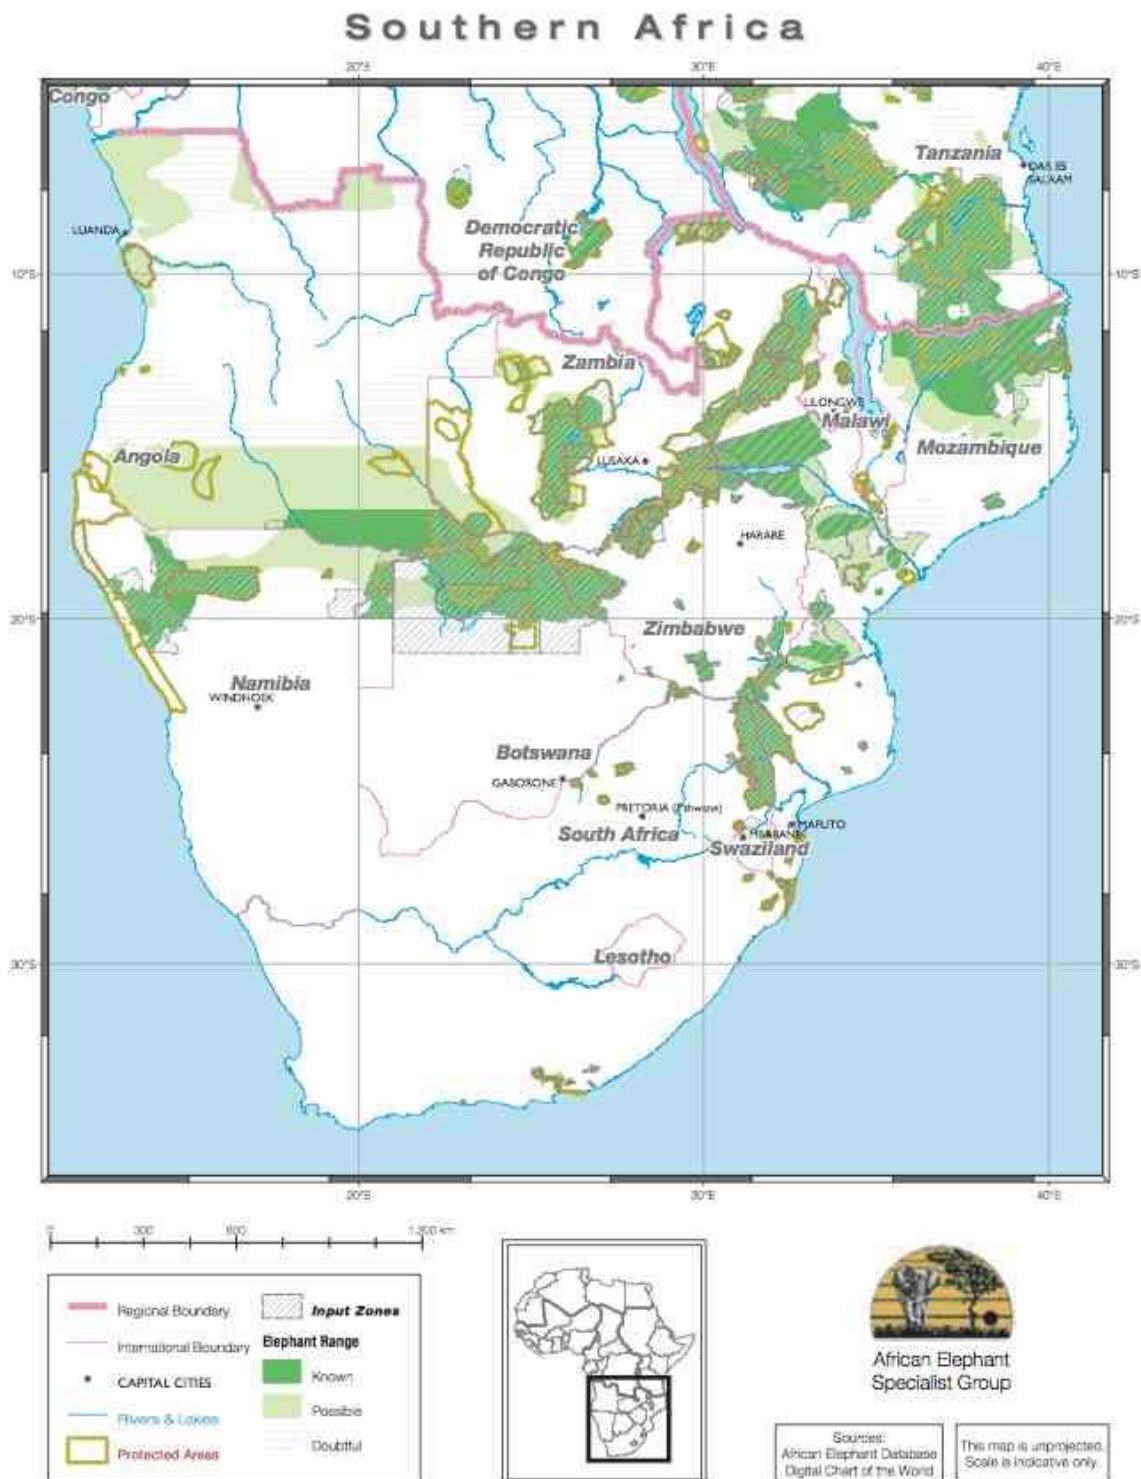 Southern Africa
20°E 30°E 40°E
Congo
Tanzania
DAR ES
SALAAM
LUANDA
Democratic
Republic
of Congo
10°S 10°S
Zambia
LILONGWE
Malawi
Angola
LUSAKA
Mozambique
HARARE
20°S 20°S
Zimbabwe
Namibia
WINDHOEK
Botswana
GABORONE
PRETORIA (Tshwane)
MAPUTO
South Africa
MBABANE
Swaziland
Lesotho
30°S 30°S
20°E 30°E 40°E
0 300 600 1,200 km
Regional Boundary
International Boundary
CAPITAL CITIES
Rivers & Lakes
Protected Areas
Input Zones
Elephant Range
Known
Possible
Doubtful
African Elephant
Specialist Group
Sources:
African Elephant Database
Digital Chart of the World
This map is unprojected.
Scale is indicative only.